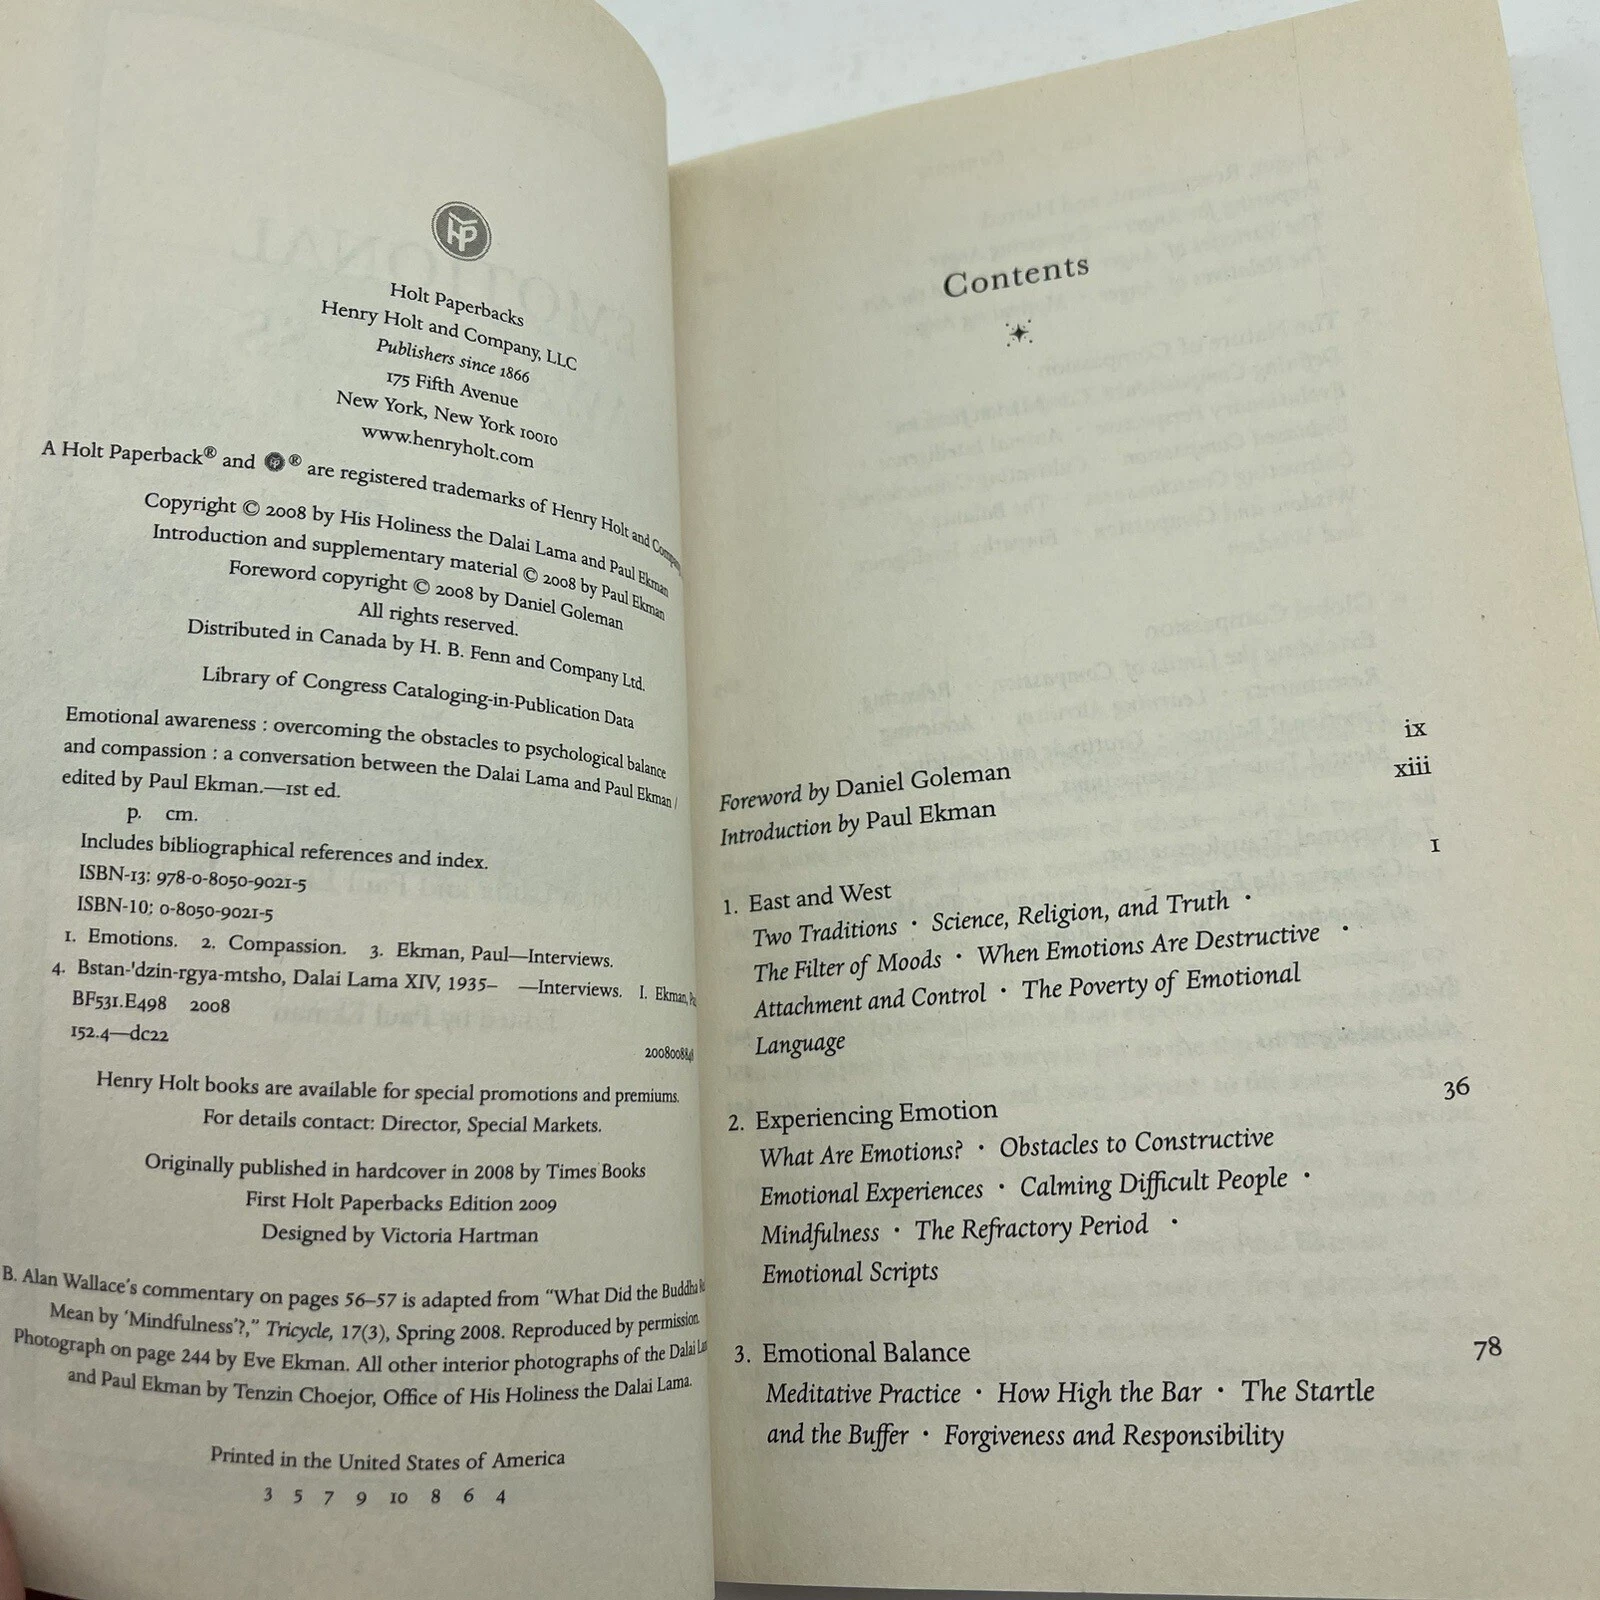 Holt Paperbacks
Henry Holt and Company, LLC
Publishers since 1866
175 Fifth Avenue
New York, New York 10010
www.henryholt.com
A Holt Paperback® and ® are registered trademarks of Henry Holt and Company
Copyright © 2008 by His Holiness the Dalai Lama and Paul Ekman
Introduction and supplementary material © 2008 by Paul Ekman
Foreword copyright © 2008 by Daniel Goleman
All rights reserved.
Distributed in Canada by H. B. Fenn and Company Ltd.
Library of Congress Cataloging-in-Publication Data
Emotional awareness : overcoming the obstacles to psychological balance
and compassion : a conversation between the Dalai Lama and Paul Ekman /
edited by Paul Ekman.—1st ed.
p. cm.
Includes bibliographical references and index.
ISBN-13: 978-0-8050-9021-5
ISBN-10: 0-8050-9021-5
1. Emotions. 2. Compassion. 3. Ekman, Paul—Interviews.
4. Bstan-'dzin-rgya-mtsho, Dalai Lama XIV, 1935– —Interviews. I. Ekman,
BF531.E498 2008
152.4—dc22
Henry Holt books are available for special promotions and premiums.
For details contact: Director, Special Markets.
Originally published in hardcover in 2008 by Times Books
First Holt Paperbacks Edition 2009
Designed by Victoria Hartman
B. Alan Wallace's commentary on pages 56–57 is adapted from "What Did the Buddha
Mean by 'Mindfulness'?," Tricycle, 17(3), Spring 2008. Reproduced by permission.
Photograph on page 244 by Eve Ekman. All other interior photographs of the Dalai
and Paul Ekman by Tenzin Choejor, Office of His Holiness the Dalai Lama.
Printed in the United States of America
3 5 7 9 10 8 6 4
Contents
Foreword by Daniel Goleman ix
Introduction by Paul Ekman xiii
1. East and West 1
Two Traditions · Science, Religion, and Truth ·
The Filter of Moods · When Emotions Are Destructive ·
Attachment and Control · The Poverty of Emotional
Language
2. Experiencing Emotion 36
What Are Emotions? · Obstacles to Constructive
Emotional Experiences · Calming Difficult People ·
Mindfulness · The Refractory Period ·
Emotional Scripts
3. Emotional Balance 78
Meditative Practice · How High the Bar · The Startle
and the Buffer · Forgiveness and Responsibility